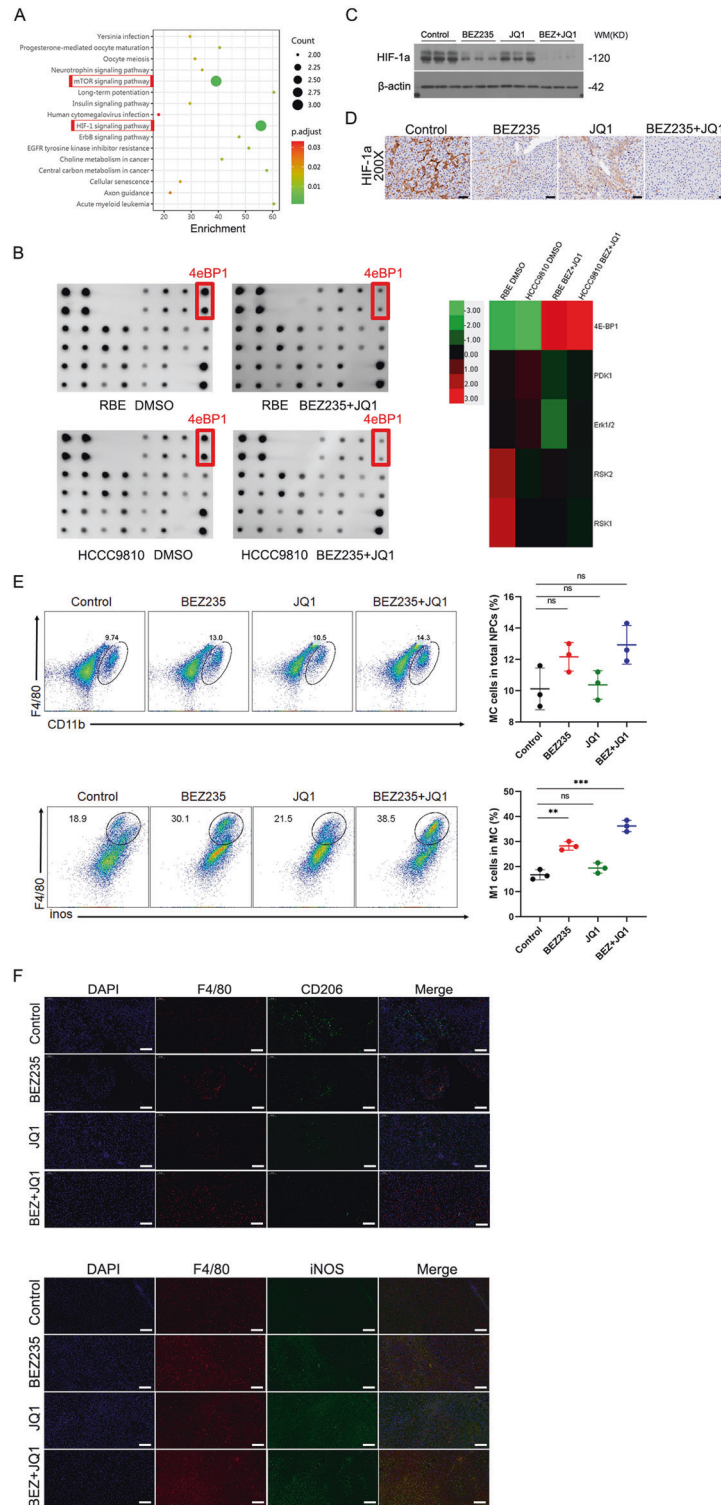 A
Yersinia infection
Progesterone-mediated oocyte maturation
Oocyte meiosis
Neurotrophin signaling pathway
mTOR signaling pathway
Long-term potentiation
Insulin signaling pathway
Human cytomegalovirus infection
HIF-1 signaling pathway
ErbB signaling pathway
EGFR tyrosine kinase inhibitor resistance
Choline metabolism in cancer
Central carbon metabolism in cancer
Cellular senescence
Axon guidance
Acute myeloid leukemia
20 30 40 50 60
Enrichment
Count
2.00
2.25
2.50
2.75
3.00
p.adjust
0.03
0.02
0.01
C
Control BEZ235 JQ1 BEZ+JQ1 WM(KD)
HIF-1a -120
β-actin -42
D
Control BEZ235 JQ1 BEZ235+JQ1
HIF-1a
200X
B
4eBP1 4eBP1
RBE DMSO RBE BEZ235+JQ1
4eBP1 4eBP1
HCCC9810 DMSO HCCC9810 BEZ235+JQ1
-3.00
-2.00
-1.00
0.00
1.00
2.00
3.00
RBE DMSO
HCCC9810 DMSO
RBE BEZ+JQ1
HCCC9810 BEZ+JQ1
4E-BP1
PDK1
Erk1/2
RSK2
RSK1
E
Control BEZ235 JQ1 BEZ235+JQ1
9.74 13.0 10.5 14.3
F4/80
CD11b
MC cells in total NPCs (%)
16
14
12
10
8
ns
ns
ns
Control
BEZ235
JQ1
BEZ+JQ1
Control BEZ235 JQ1 BEZ235+JQ1
18.9 30.1 21.5 38.5
F4/80
inos
M1 cells in MC (%)
50
40
30
20
10
0
***
ns
**
Control
BEZ235
JQ1
BEZ+JQ1
F
DAPI F4/80 CD206 Merge
Control
BEZ235
JQ1
BEZ+JQ1
DAPI F4/80 iNOS Merge
Control
BEZ235
JQ1
BEZ+JQ1